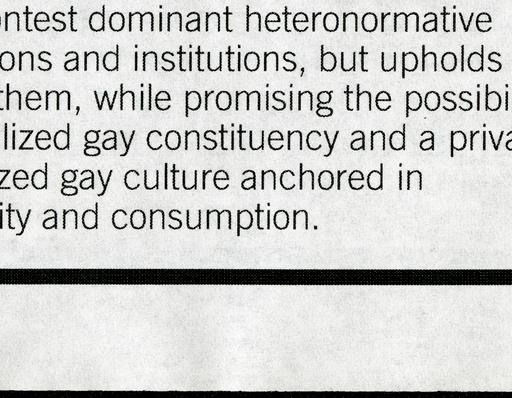 ontest dominant heteronormative
ons and institutions, but upholds
them, while promising the possibi
lized gay constituency and a priva
zed gay culture anchored in
ity and consumption.